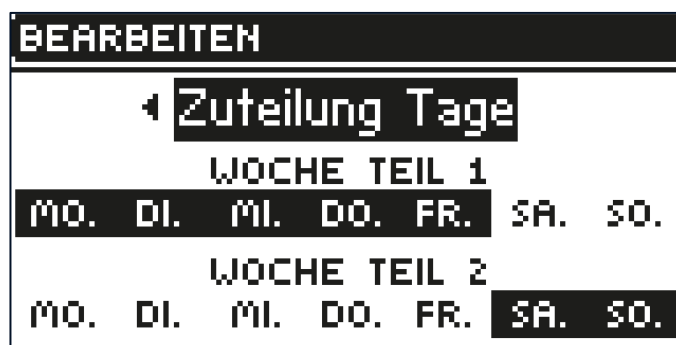 BEARBEITEN
Zuteilung Tage
WOCHE TEIL 1
MO. DI. MI. DO. FR. SA. SO.
WOCHE TEIL 2
MO. DI. MI. DO. FR. SA. SO.